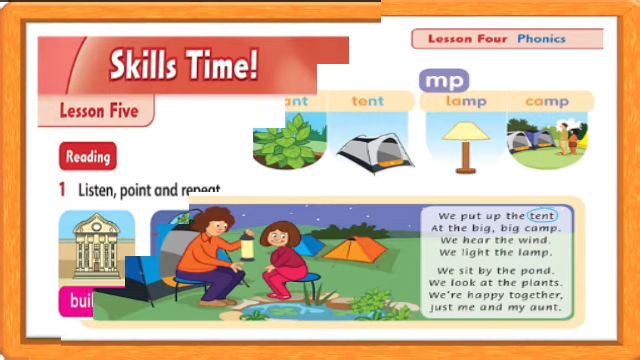 Lesson Four Phonics
Skills Time!
mp
ant tent lamp camp
Lesson Five
Reading
1 Listen, point and repeat
We put up the tent
At the big, big camp.
We hear the wind.
We light the lamp.
We sit by the pond.
We look at the plants.
We're happy together,
Just me and my aunt.
buil